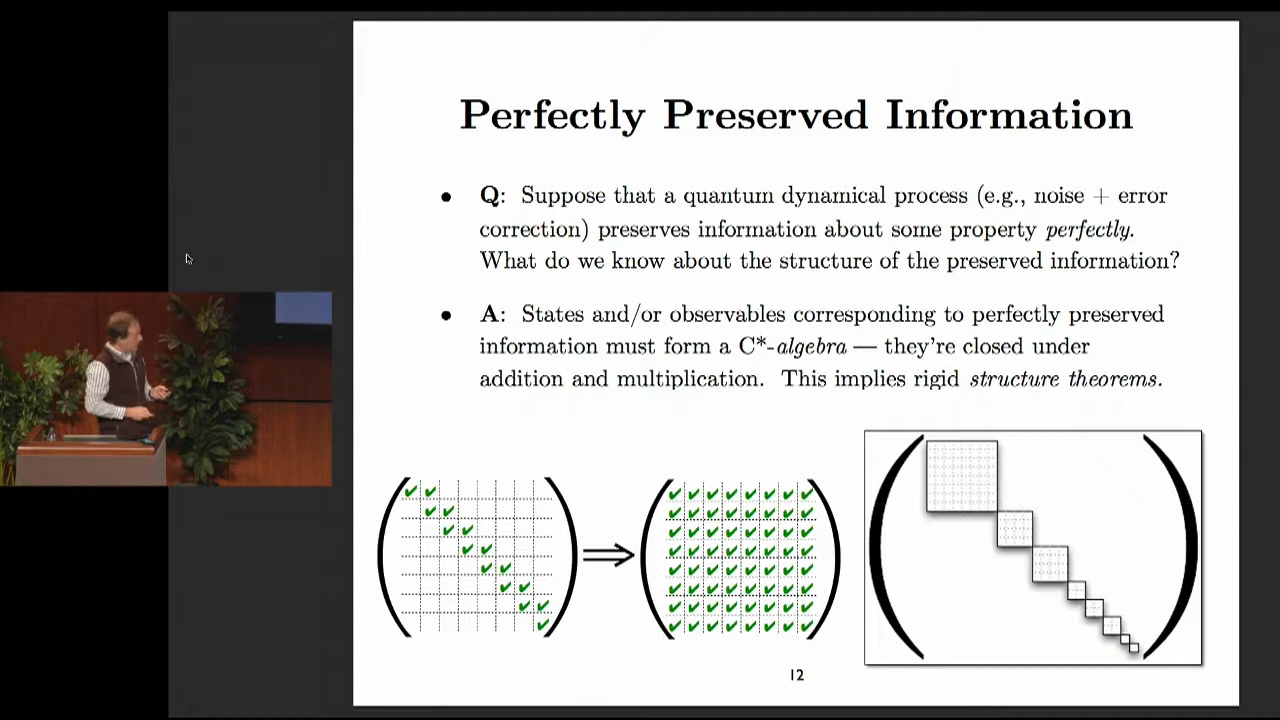 Perfectly Preserved Information
• Q: Suppose that a quantum dynamical process (e.g., noise + error
correction) preserves information about some property perfectly.
What do we know about the structure of the preserved information?
• A: States and/or observables corresponding to perfectly preserved
information must form a C*-algebra — they're closed under
addition and multiplication. This implies rigid structure theorems.
12